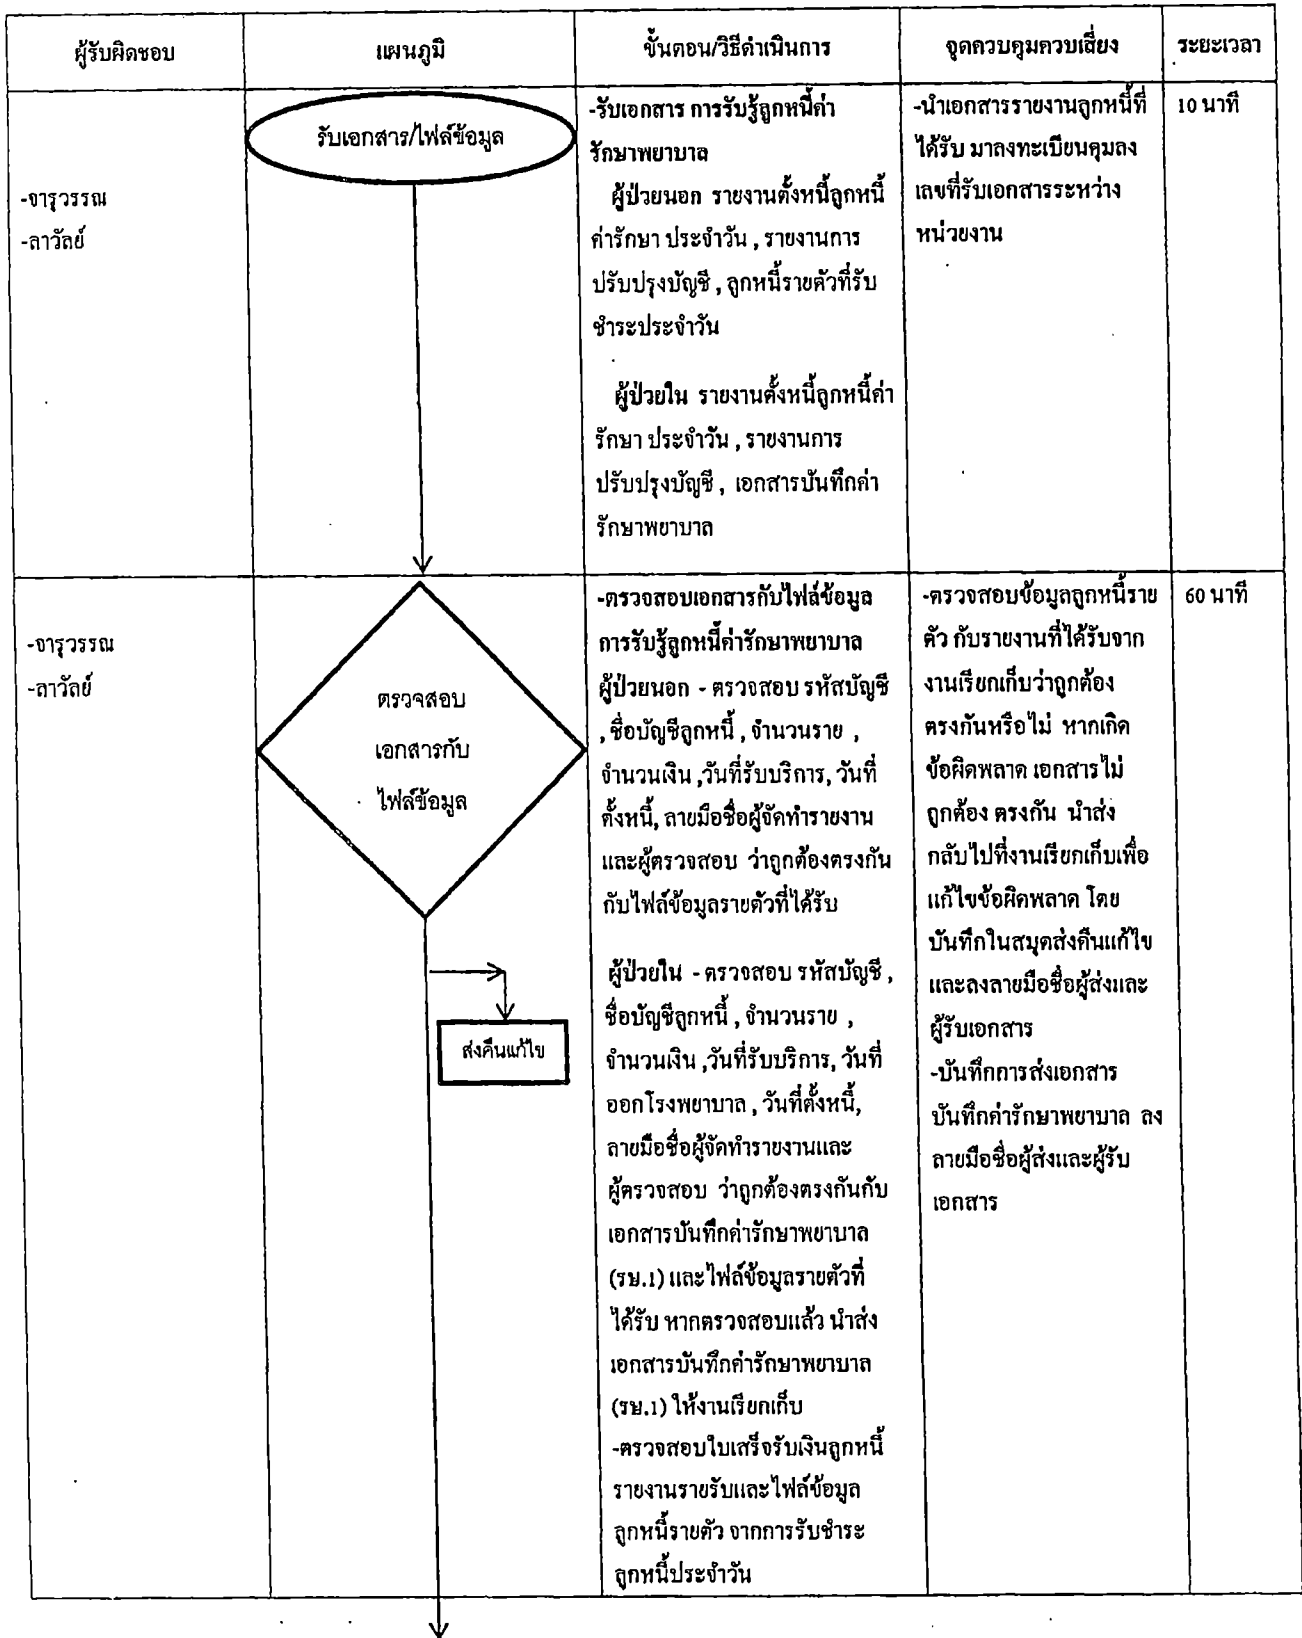 ผู้รับผิดชอบ
แผนภูมิ
ขั้นตอน/วิธีดำเนินการ
จุดควบคุมควบเสี่ยง
ระยะเวลา
-จารุวรรณ
-ลาวัลย์
รับเอกสาร/ไฟล์ข้อมูล
-รับเอกสาร การรับรู้ลูกหนี้ค่า
รักษาพยาบาล
ผู้ป่วยนอก รายงานตั้งหนี้ลูกหนี้
ค่ารักษา ประจำวัน , รายงานการ
ปรับปรุงบัญชี , ลูกหนี้รายตัวที่รับ
ชำระประจำวัน
ผู้ป่วยใน รายงานตั้งหนี้ลูกหนี้ค่า
รักษา ประจำวัน , รายงานการ
ปรับปรุงบัญชี , เอกสารบันทึกค่า
รักษาพยาบาล
-นำเอกสารรายงานลูกหนี้ที่
ได้รับ มาลงทะเบียนคุมลง
เลขที่รับเอกสารระหว่าง
หน่วยงาน
10 นาที
-จารุวรรณ
-ลาวัลย์
ตรวจสอบ
เอกสารกับ
ไฟล์ข้อมูล
ส่งคืนแก้ไข
-ตรวจสอบเอกสารกับไฟล์ข้อมูล
การรับรู้ลูกหนี้ค่ารักษาพยาบาล
ผู้ป่วยนอก - ตรวจสอบ รหัสบัญชี
, ชื่อบัญชีลูกหนี้ , จำนวนราย ,
จำนวนเงิน ,วันที่รับบริการ, วันที่
ตั้งหนี้, ลายมือชื่อผู้จัดทำรายงาน
และผู้ตรวจสอบ ว่าถูกต้องตรงกัน
กับไฟล์ข้อมูลรายตัวที่ได้รับ
ผู้ป่วยใน - ตรวจสอบ รหัสบัญชี ,
ชื่อบัญชีลูกหนี้ , จำนวนราย ,
จำนวนเงิน ,วันที่รับบริการ, วันที่
ออกโรงพยาบาล , วันที่ตั้งหนี้,
ลายมือชื่อผู้จัดทำรายงานและ
ผู้ตรวจสอบ ว่าถูกต้องตรงกันกับ
เอกสารบันทึกค่ารักษาพยาบาล
(รษ.1) และไฟล์ข้อมูลรายตัวที่
ได้รับ หากตรวจสอบแล้ว นำส่ง
เอกสารบันทึกค่ารักษาพยาบาล
(รษ.1) ให้งานเรียกเก็บ
-ตรวจสอบใบเสร็จรับเงินลูกหนี้
รายงานรายรับและไฟล์ข้อมูล
ลูกหนี้รายตัว จากการรับชำระ
ลูกหนี้ประจำวัน
-ตรวจสอบข้อมูลลูกหนี้ราย
ตัว กับรายงานที่ได้รับจาก
งานเรียกเก็บว่าถูกต้อง
ตรงกันหรือไม่ หากเกิด
ข้อผิดพลาด เอกสารไม่
ถูกต้อง ตรงกัน นำส่ง
กลับไปที่งานเรียกเก็บเพื่อ
แก้ไขข้อผิดพลาด โดย
บันทึกในสมุดส่งคืนแก้ไข
และลงลายมือชื่อผู้ส่งและ
ผู้รับเอกสาร
-บันทึกการส่งเอกสาร
บันทึกค่ารักษาพยาบาล ลง
ลายมือชื่อผู้ส่งและผู้รับ
เอกสาร
60 นาที